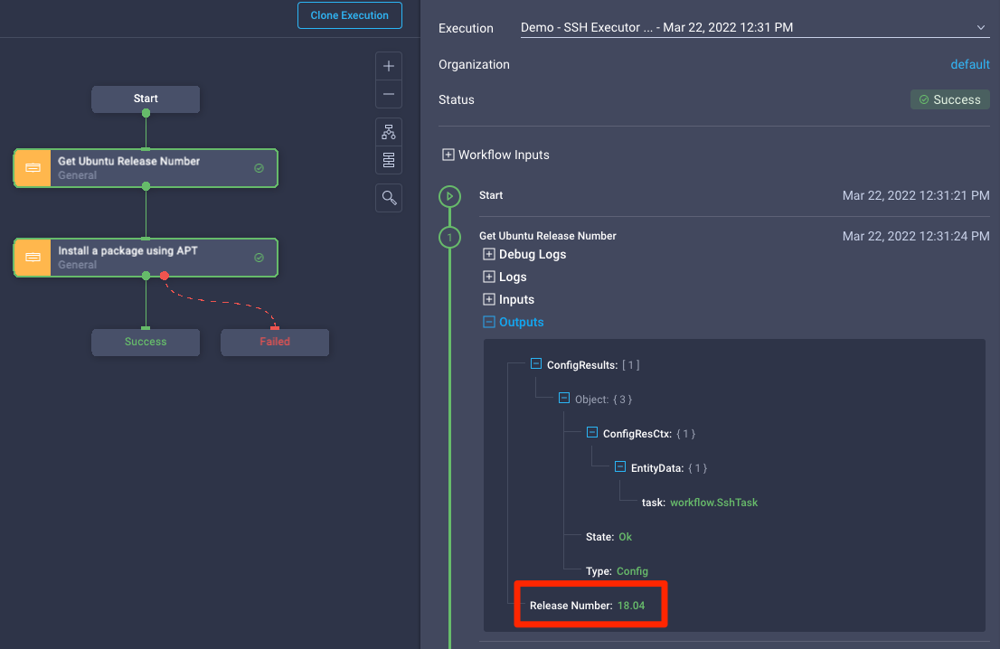 Clone Execution
Start
Get Ubuntu Release Number
General
Install a package using APT
General
Success
Failed
Execution
Demo - SSH Executor ... - Mar 22, 2022 12:31 PM
Organization
default
Status
Success
Workflow Inputs
Start
Mar 22, 2022 12:31:21 PM
1
Get Ubuntu Release Number
Mar 22, 2022 12:31:24 PM
Debug Logs
Logs
Inputs
Outputs
ConfigResults: [ 1 ]
Object: { 3 }
ConfigResCtx: { 1 }
EntityData: { 1 }
task: workflow.SshTask
State: Ok
Type: Config
Release Number: 18.04